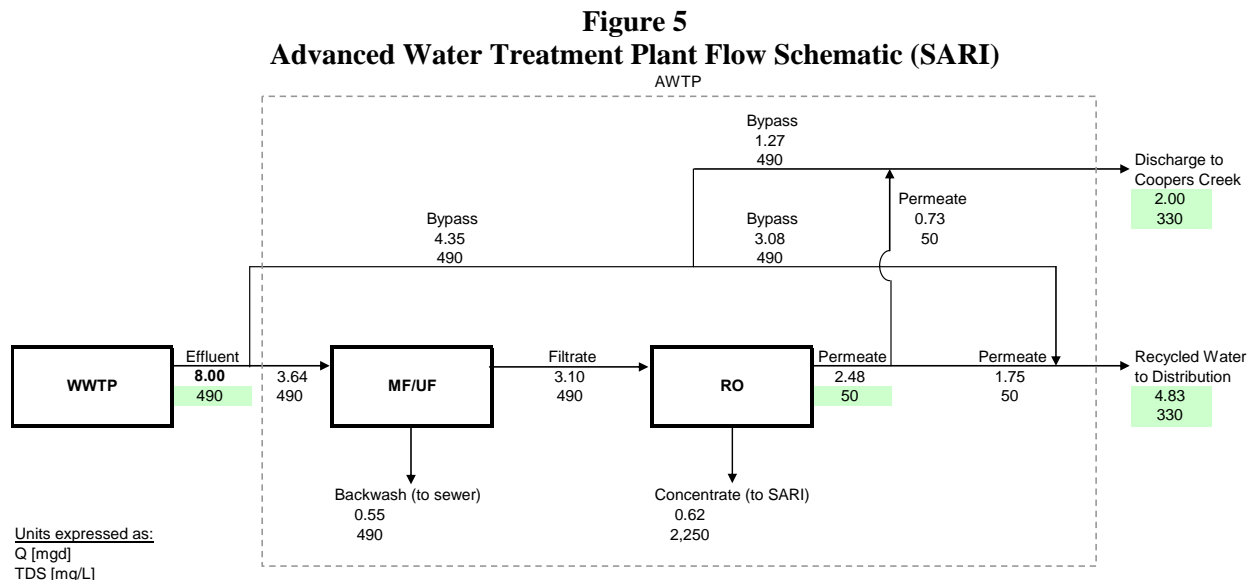 Figure 5
Advanced Water Treatment Plant Flow Schematic (SARI)
AWTP
Bypass
1.27
490
Discharge to
Coopers Creek
2.00
330
Permeate
0.73
50
Bypass
4.35
490
Bypass
3.08
490
WWTP
Effluent
8.00
490
3.64
490
MF/UF
Filtrate
3.10
490
RO
Permeate
2.48
50
Permeate
1.75
50
Recycled Water
to Distribution
4.83
330
Backwash (to sewer)
0.55
490
Concentrate (to SARI)
0.62
2,250
Units expressed as:
Q [mgd]
TDS [mg/L]